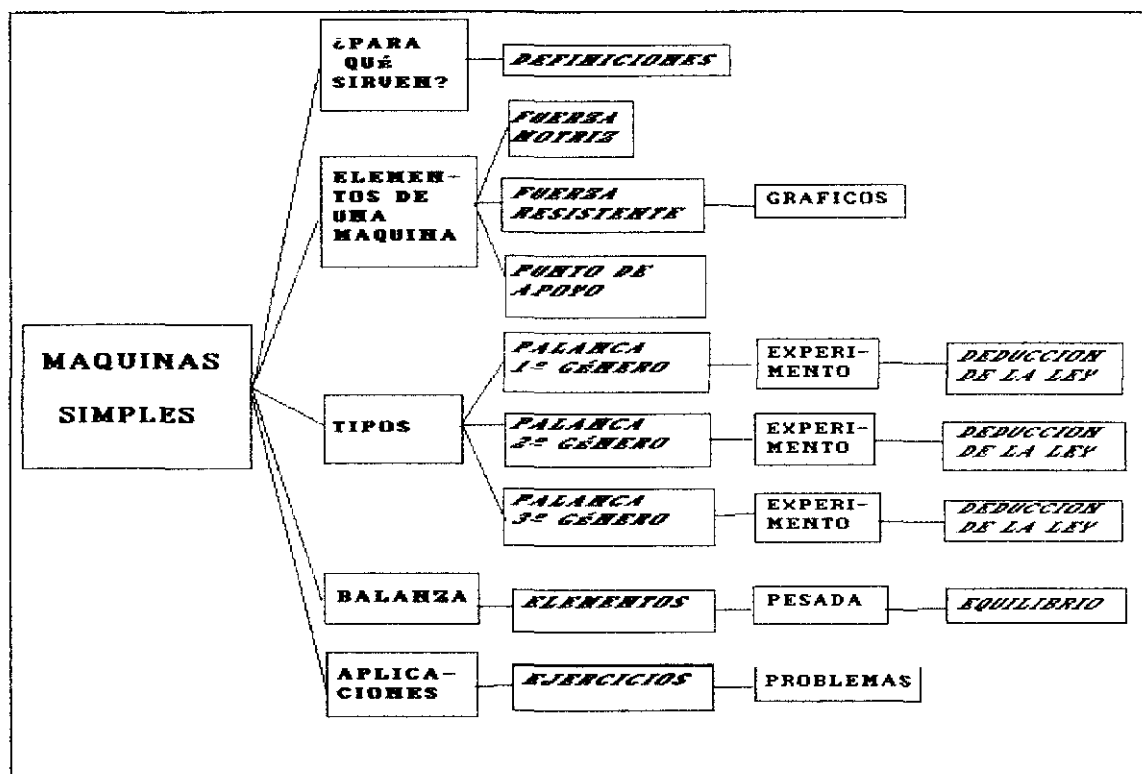 MAQUINAS
SIMPLES
¿PARA
QUÉ
SIRVEN?
DEFINICIONES
ELEMEN-
TOS DE
UNA
MAQUINA
FUERZA
MOTRIZ
FUERZA
RESISTENTE
GRAFICOS
PUNTO DE
APOYO
TIPOS
PALANCA
1º GÉNERO
EXPERI-
MENTO
DEDUCCION
DE LA LEY
PALANCA
2º GÉNERO
EXPERI-
MENTO
DEDUCCION
DE LA LEY
PALANCA
3º GÉNERO
EXPERI-
MENTO
DEDUCCION
DE LA LEY
BALANZA
ELEMENTOS
PESADA
EQUILIBRIO
APLICA-
CIONES
EJERCICIOS
PROBLEMAS